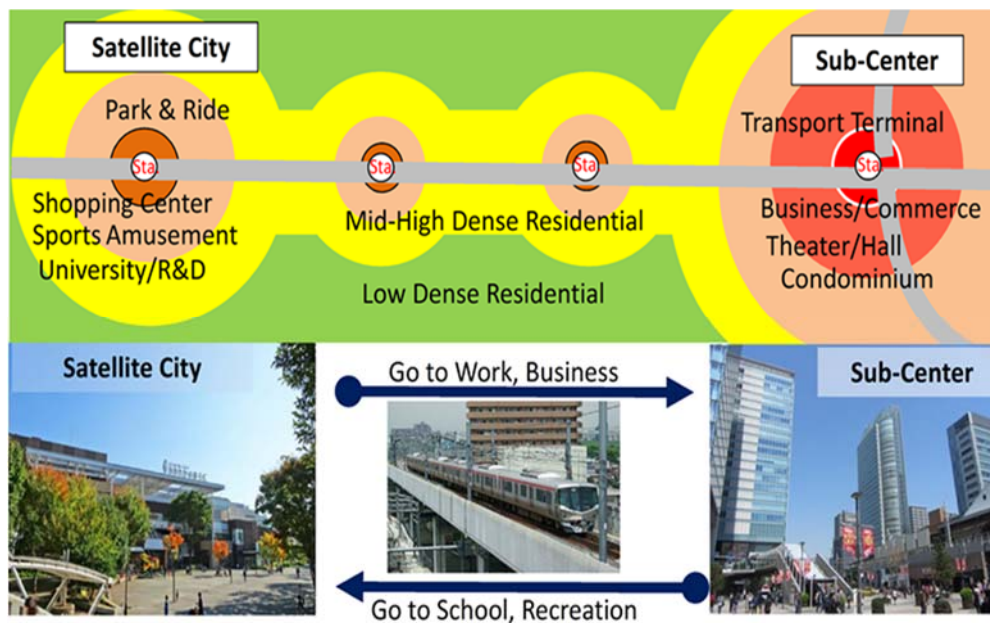 Satellite City
Sub-Center
Park & Ride
Transport Terminal
Sta.
Sta.
Sta.
Sta.
Shopping Center
Sports Amusement
University/R&D
Mid-High Dense Residential
Business/Commerce
Theater/Hall
Condominium
Low Dense Residential
Satellite City
Go to Work, Business
Sub-Center
Go to School, Recreation